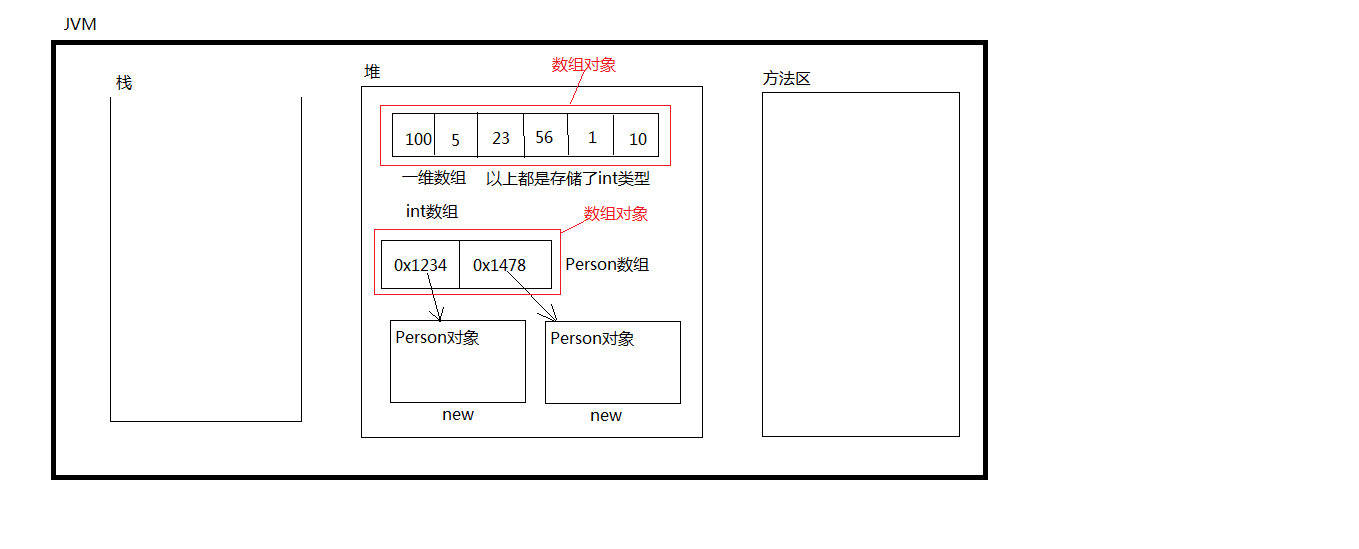 JVM
栈
堆
数组对象
方法区
100 5 23 56 1 10
一维数组 以上都是存储了int类型
int数组
数组对象
0x1234 0x1478 Person数组
Person对象 Person对象
new new